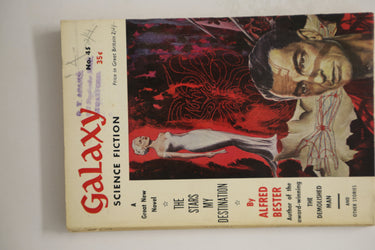 Galaxy
SCIENCE FICTION
No. 45
35¢
Price in Great Britain 2/-
A
Great New
Novel
THE
STARS
MY
DESTINATION
By
ALFRED
BESTER
Author of the
award-winning
THE
DEMOLISHED
MAN
AND
OTHER STORIES